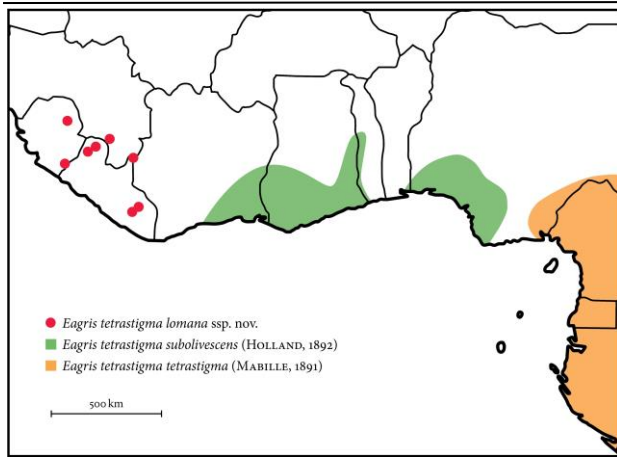 Eagris tetrastigma lomana ssp. nov.
Eagris tetrastigma subolivescens (Holland, 1892)
Eagris tetrastigma tetrastigma (Mabille, 1891)
500 km